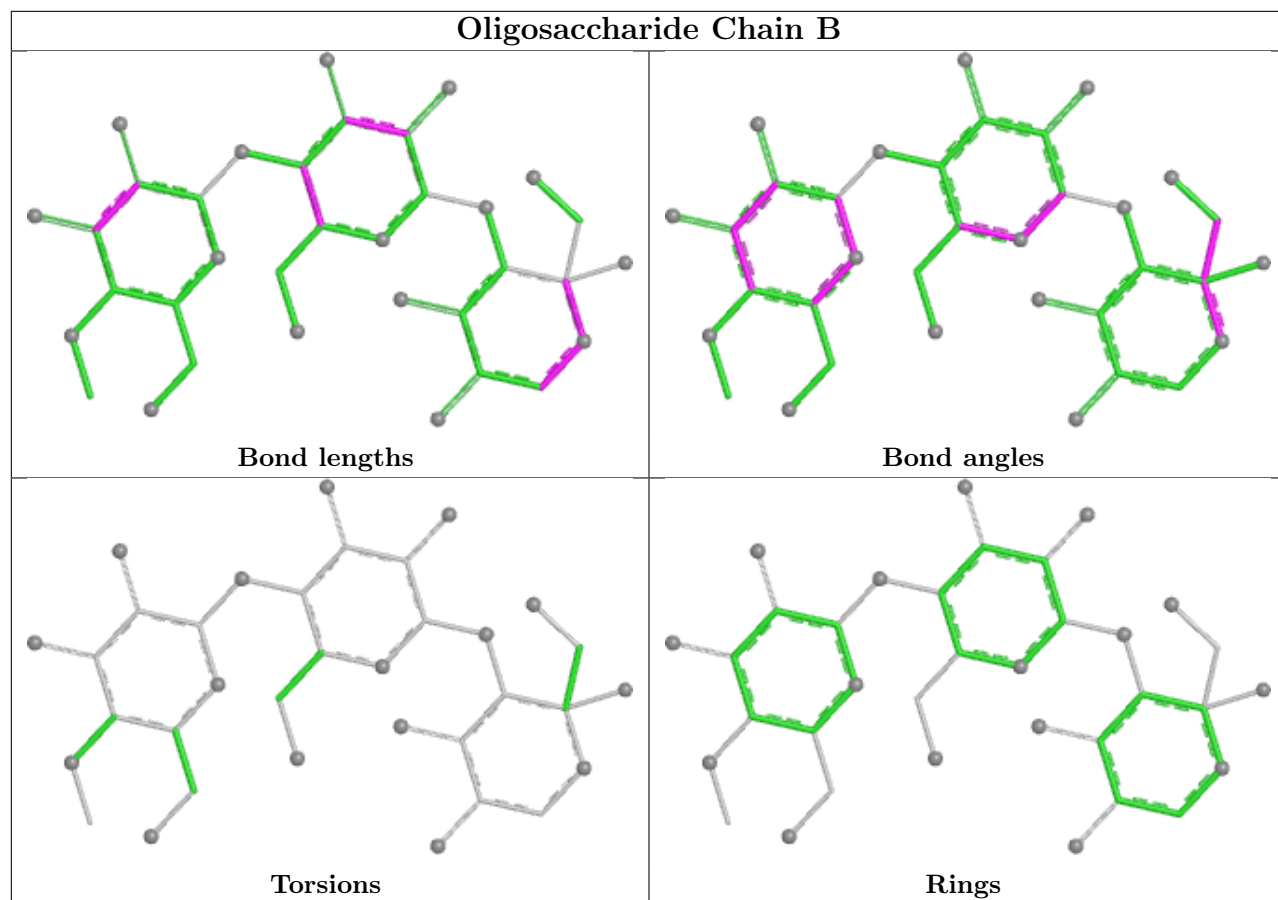 Oligosaccharide Chain B
Bond lengths
Bond angles
Torsions
Rings